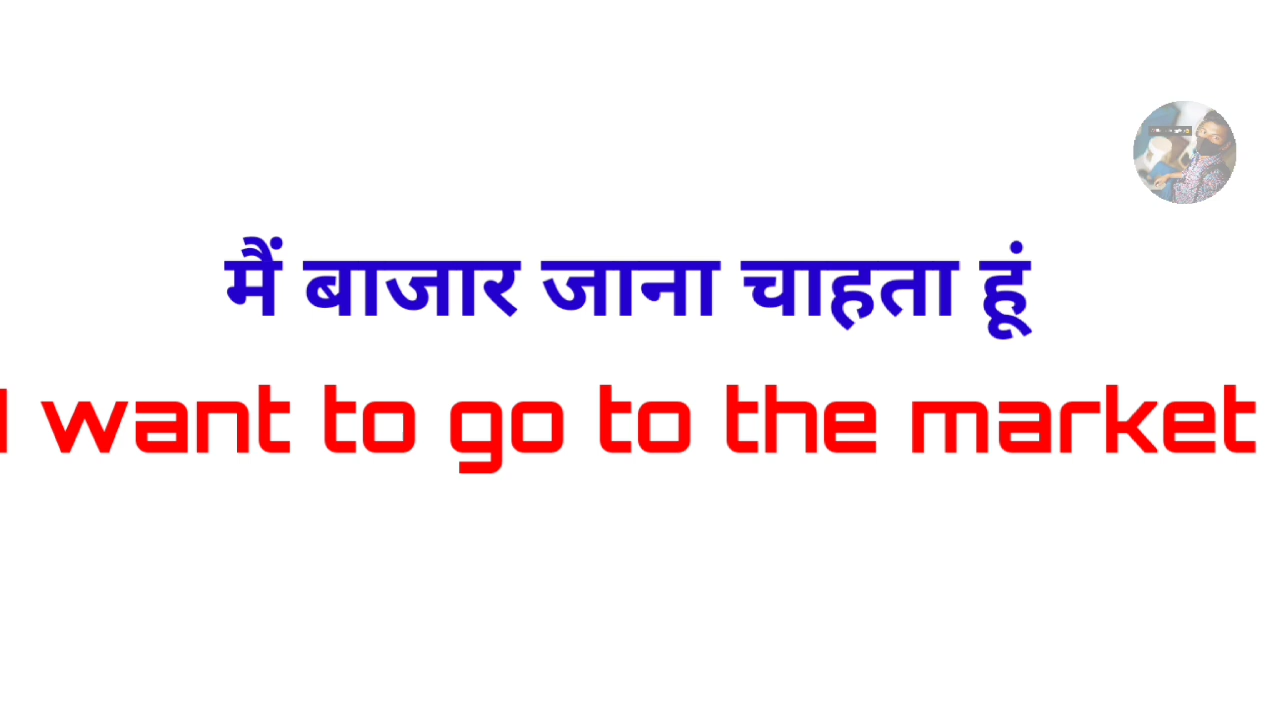 मैं बाजार जाना चाहता हूं
I want to go to the market